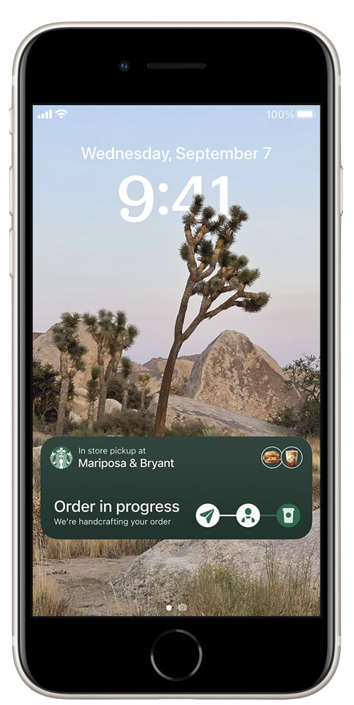 100%
Wednesday, September 7
9:41
In store pickup at
Mariposa & Bryant
Order in progress
We're handcrafting your order